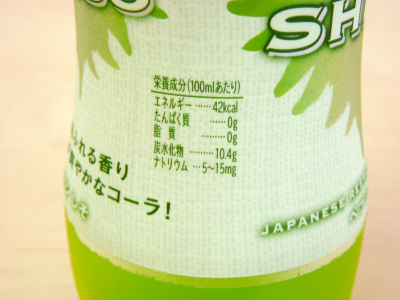 SH
栄養成分(100mlあたり)
エネルギー……42kcal
たんぱく質 ……0g
脂 質 ………0g
炭水化物 ………10.4g
ナトリウム …5~15mg
れる香り
やかなコーラ!
しそ
JAPANESE